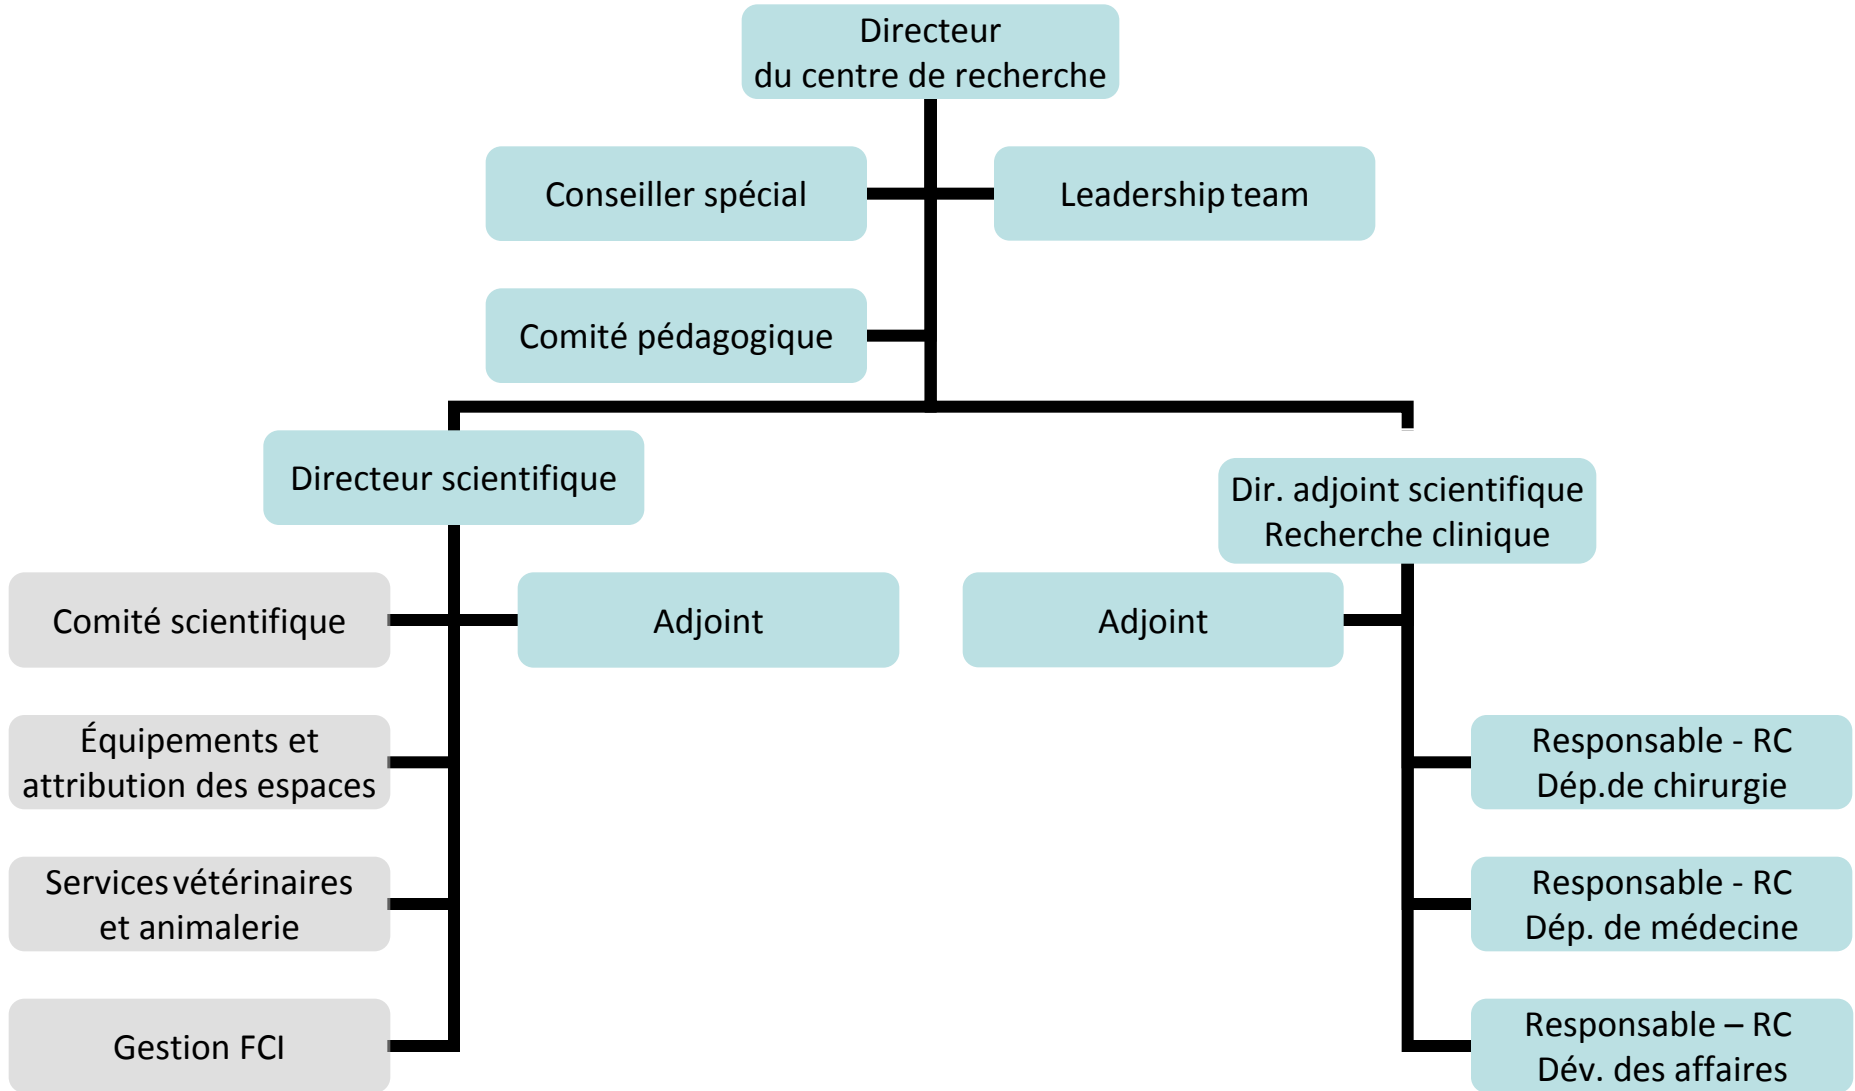 Directeur
du centre de recherche
Conseiller spécial
Leadership team
Comité pédagogique
Directeur scientifique
Dir. adjoint scientifique
Recherche clinique
Comité scientifique
Adjoint
Adjoint
Équipements et
attribution des espaces
Responsable - RC
Dép.de chirurgie
Services vétérinaires
et animalerie
Responsable - RC
Dép. de médecine
Gestion FCI
Responsable – RC
Dév. des affaires